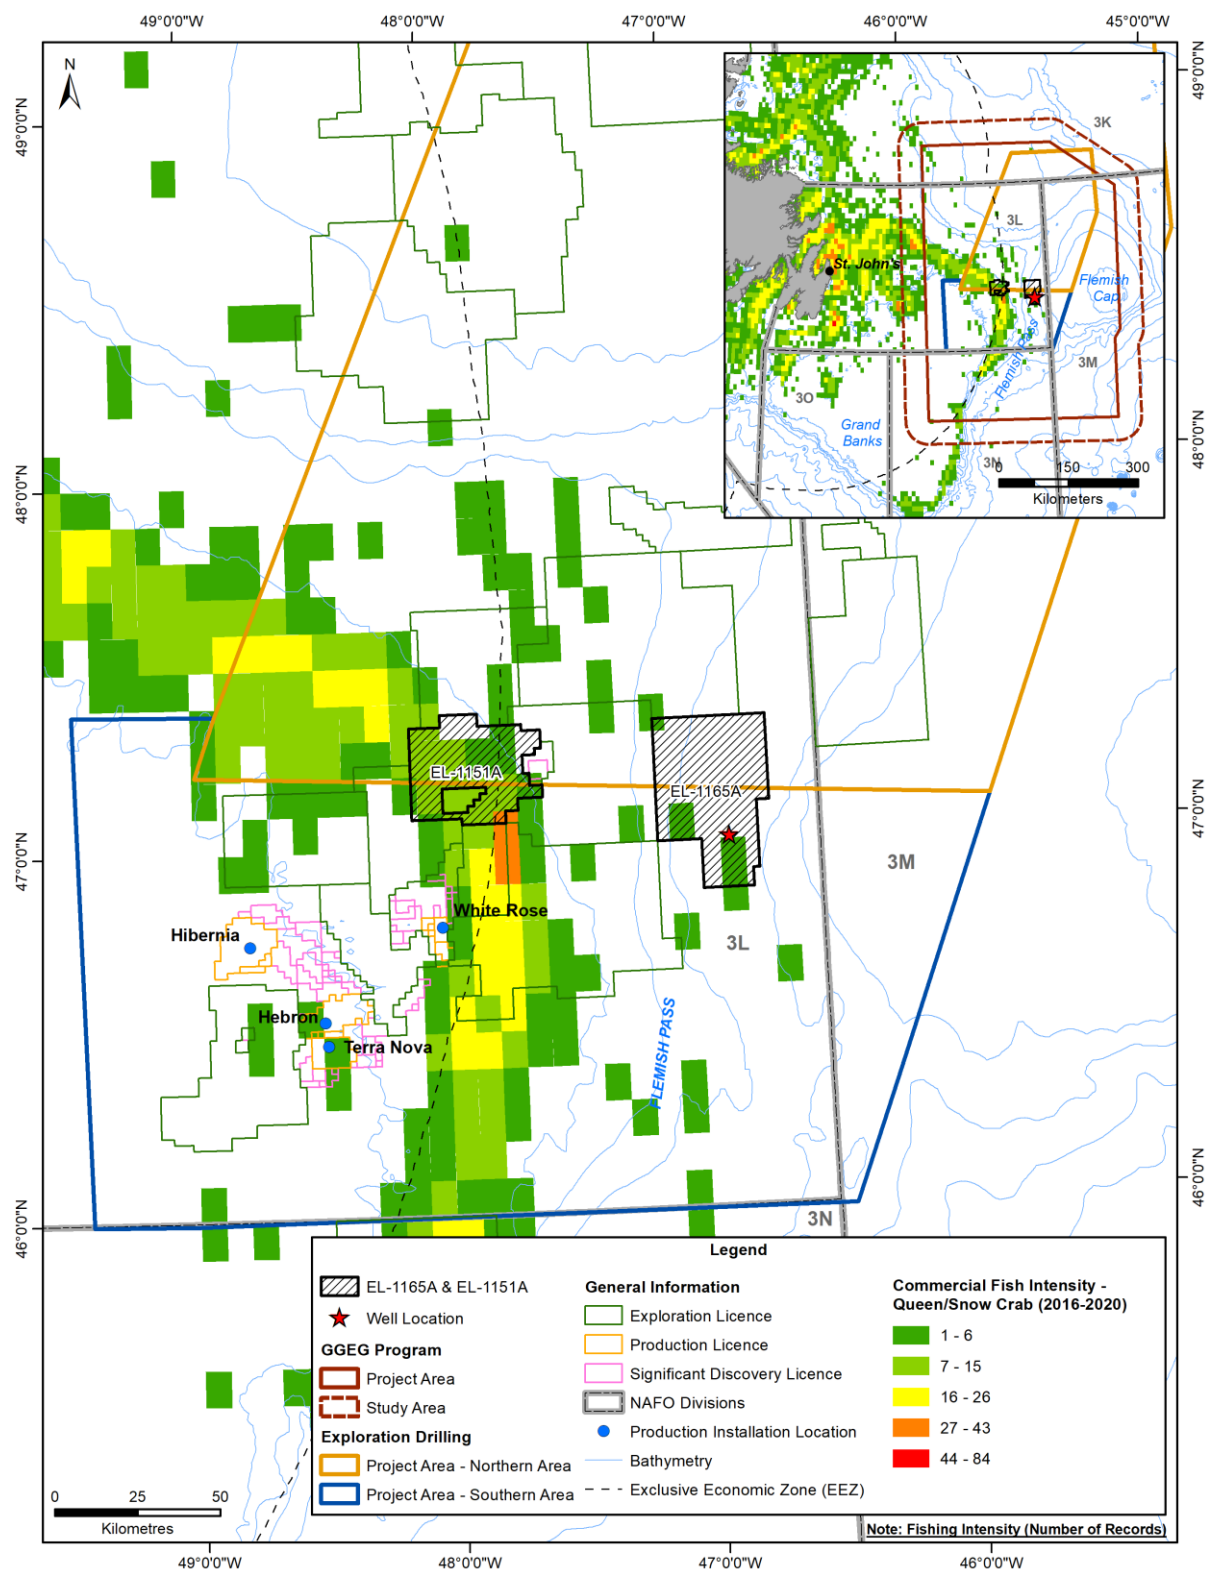 49°0'0"W
48°0'0"W
47°0'0"W
46°0'0"W
45°0'0"W
49°0'0"N
48°0'0"N
47°0'0"N
46°0'0"N
49°0'0"N
48°0'0"N
47°0'0"N
46°0'0"N
N
3K
3L
St. John's
Flemish
Cap
Flemish Pass
3M
3O
Grand
Banks
3N
0
150
300
Kilometers
EL-1151A
EL-1165A
3M
White Rose
Hibernia
3L
Hebron
Terra Nova
FLEMISH PASS
3N
Legend
EL-1165A & EL-1151A
Well Location
GGEG Program
Project Area
Study Area
Exploration Drilling
Project Area - Northern Area
Project Area - Southern Area
General Information
Exploration Licence
Production Licence
Significant Discovery Licence
NAFO Divisions
Production Installation Location
Bathymetry
Exclusive Economic Zone (EEZ)
Commercial Fish Intensity -
Queen/Snow Crab (2016-2020)
1 - 6
7 - 15
16 - 26
27 - 43
44 - 84
0
25
50
Kilometres
Note: Fishing Intensity (Number of Records)
49°0'0"W
48°0'0"W
47°0'0"W
46°0'0"W